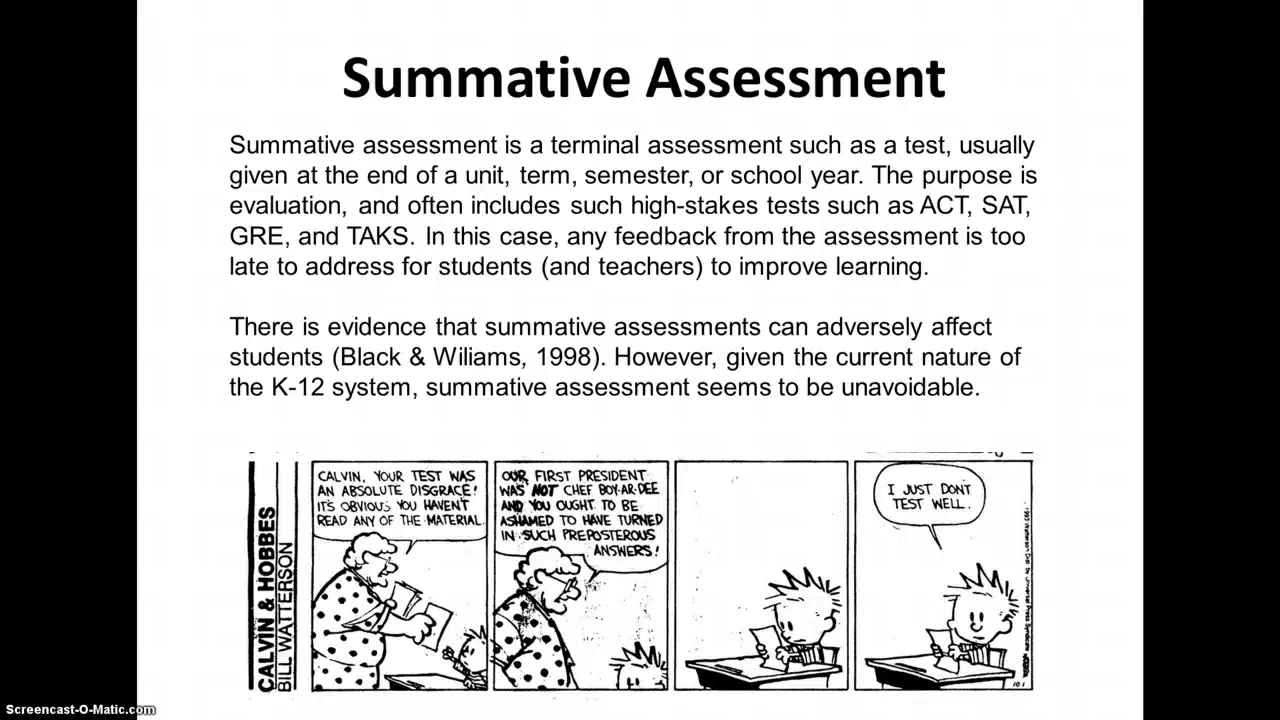 Summative Assessment
Summative assessment is a terminal assessment such as a test, usually
given at the end of a unit, term, semester, or school year. The purpose is
evaluation, and often includes such high-stakes tests such as ACT, SAT,
GRE, and TAKS. In this case, any feedback from the assessment is too
late to address for students (and teachers) to improve learning.
There is evidence that summative assessments can adversely affect
students (Black & Wiliams, 1998). However, given the current nature of
the K-12 system, summative assessment seems to be unavoidable.
CALVIN & HOBBES
BILL WATTERSON
CALVIN, YOUR TEST WAS
AN ABSOLUTE DISGRACE!
IT'S OBVIOUS YOU HAVEN'T
READ ANY OF THE MATERIAL.
OUR FIRST PRESIDENT
WAS NOT CHEF BOY-AR-DEE
AND YOU OUGHT TO BE
ASHAMED TO HAVE TURNED
IN SUCH PREPOSTEROUS
ANSWERS!
I JUST DON'T
TEST WELL.
10 1
Screencast-O-Matic.com